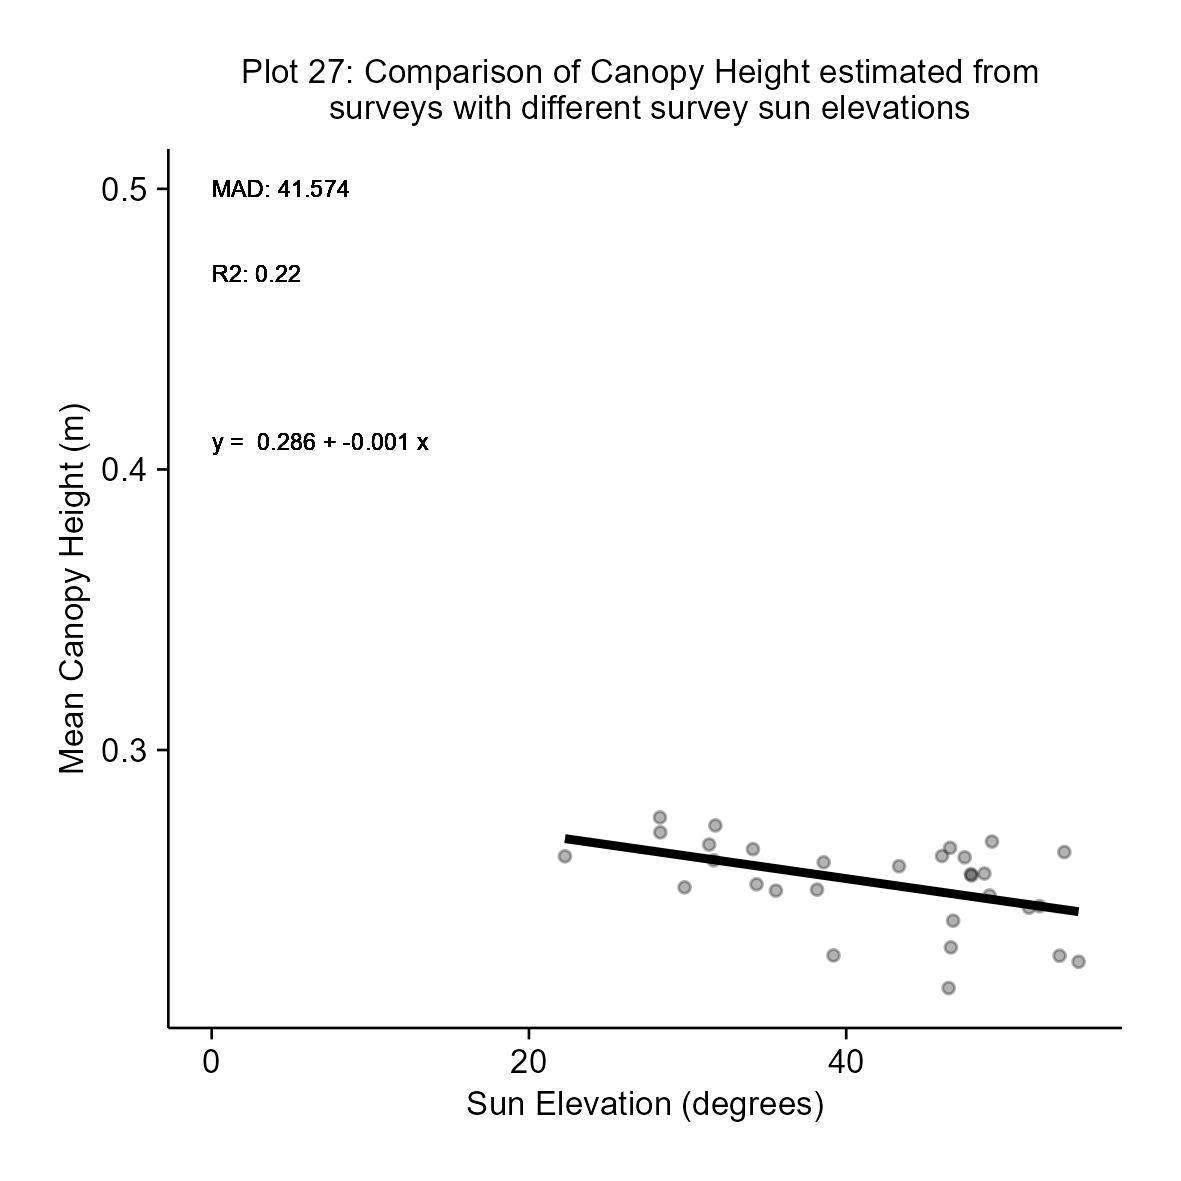 Plot 27: Comparison of Canopy Height estimated from
surveys with different survey sun elevations
0.5
MAD: 41.574
R2: 0.22
y =  0.286 + -0.001 x
0.4
0.3
Mean Canopy Height (m)
0
20
40
Sun Elevation (degrees)